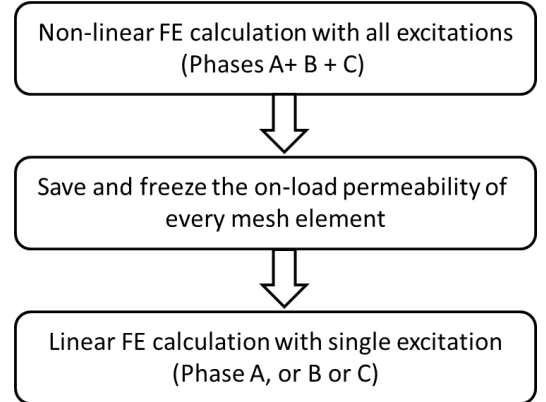 Non-linear FE calculation with all excitations
(Phases A+ B + C)
Save and freeze the on-load permeability of
every mesh element
Linear FE calculation with single excitation
(Phase A, or B or C)